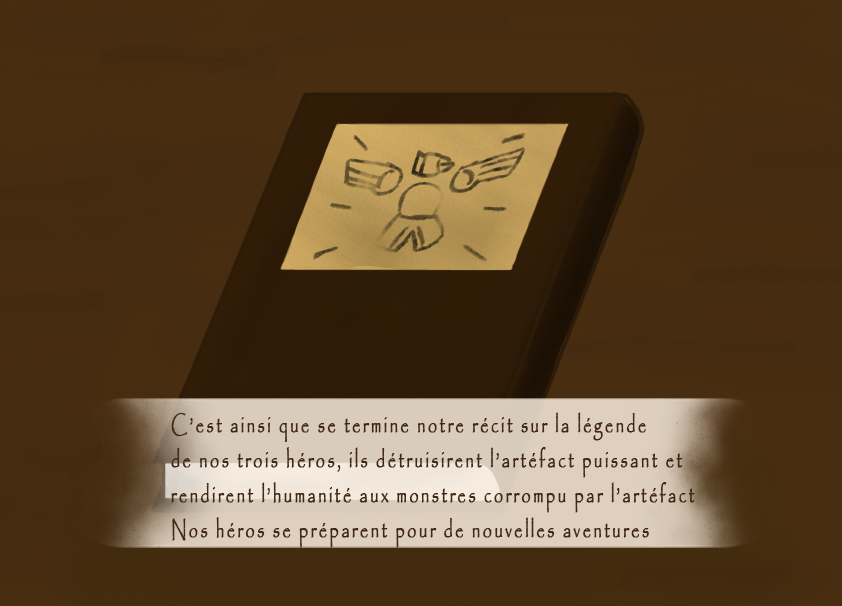 C'est ainsi que se termine notre récit sur la légende
de nos trois héros, ils détruisirent l'artéfact puissant et
rendirent l'humanité aux monstres corrompu par l'artéfact
Nos héros se préparent pour de nouvelles aventures